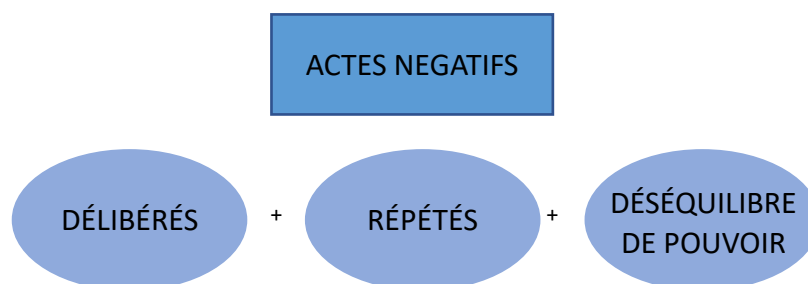 ACTES NEGATIFS
DÉLIBÉRÉS + RÉPÉTÉS + DÉSÉQUILIBRE
DE POUVOIR